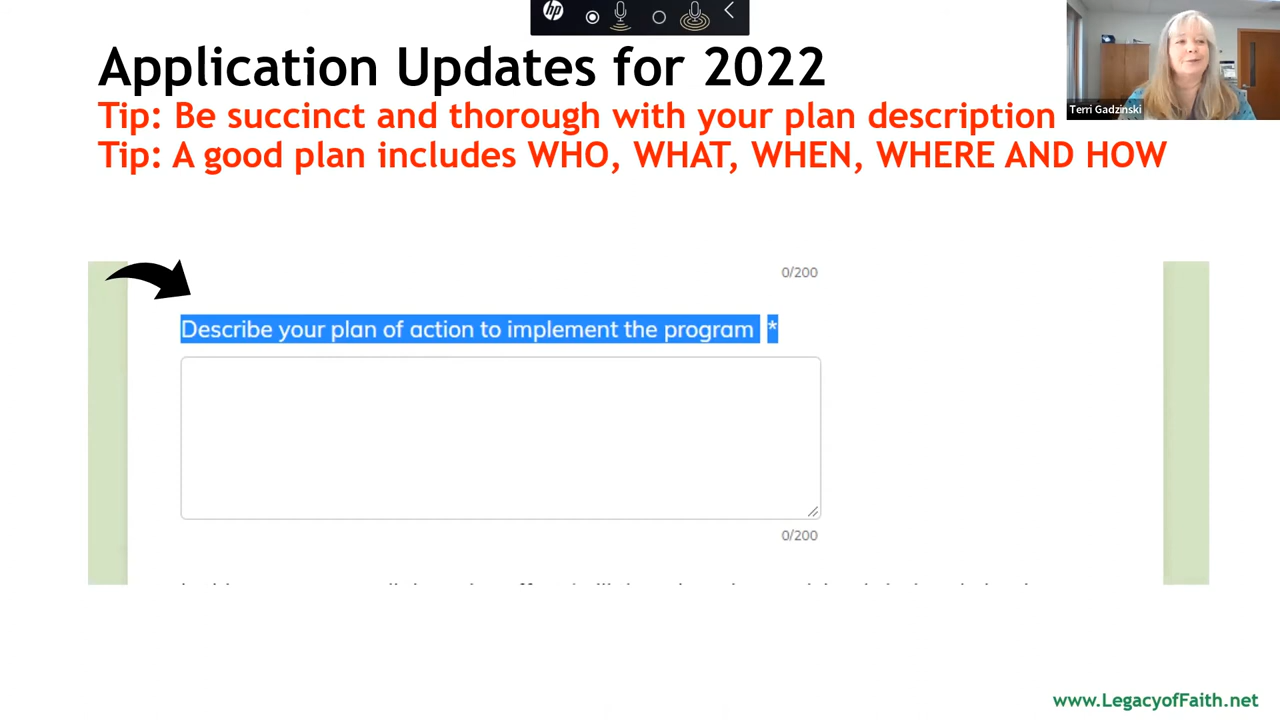 hp
Application Updates for 2022
Tip: Be succinct and thorough with your plan description
Terri Gadzinski
Tip: A good plan includes WHO, WHAT, WHEN, WHERE AND HOW
0/200
Describe your plan of action to implement the program *
0/200
www.LegacyofFaith.net